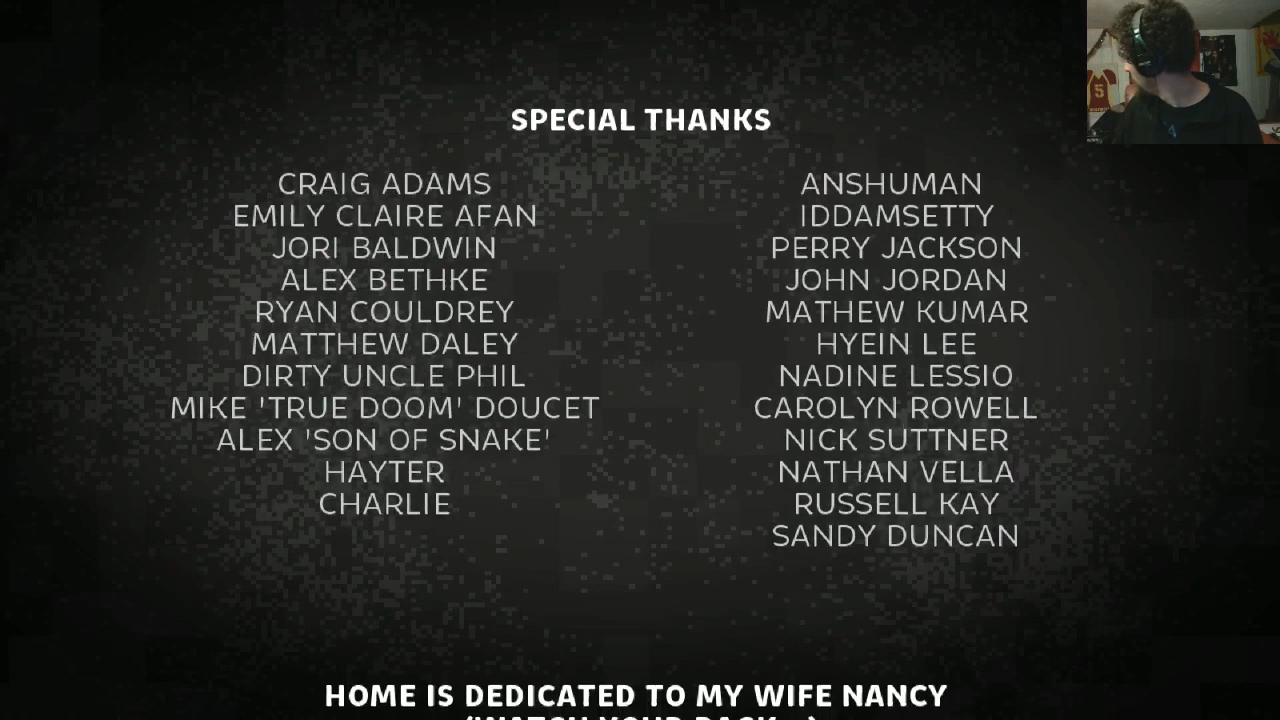 SPECIAL THANKS
CRAIG ADAMS
EMILY CLAIRE AFAN
JORI BALDWIN
ALEX BETHKE
RYAN COULDREY
MATTHEW DALEY
DIRTY UNCLE PHIL
MIKE 'TRUE DOOM' DOUCET
ALEX 'SON OF SNAKE'
HAYTER
CHARLIE
ANSHUMAN
IDDAMSETTY
PERRY JACKSON
JOHN JORDAN
MATHEW KUMAR
HYEIN LEE
NADINE LESSIO
CAROLYN ROWELL
NICK SUTTNER
NATHAN VELLA
RUSSELL KAY
SANDY DUNCAN
HOME IS DEDICATED TO MY WIFE NANCY
5